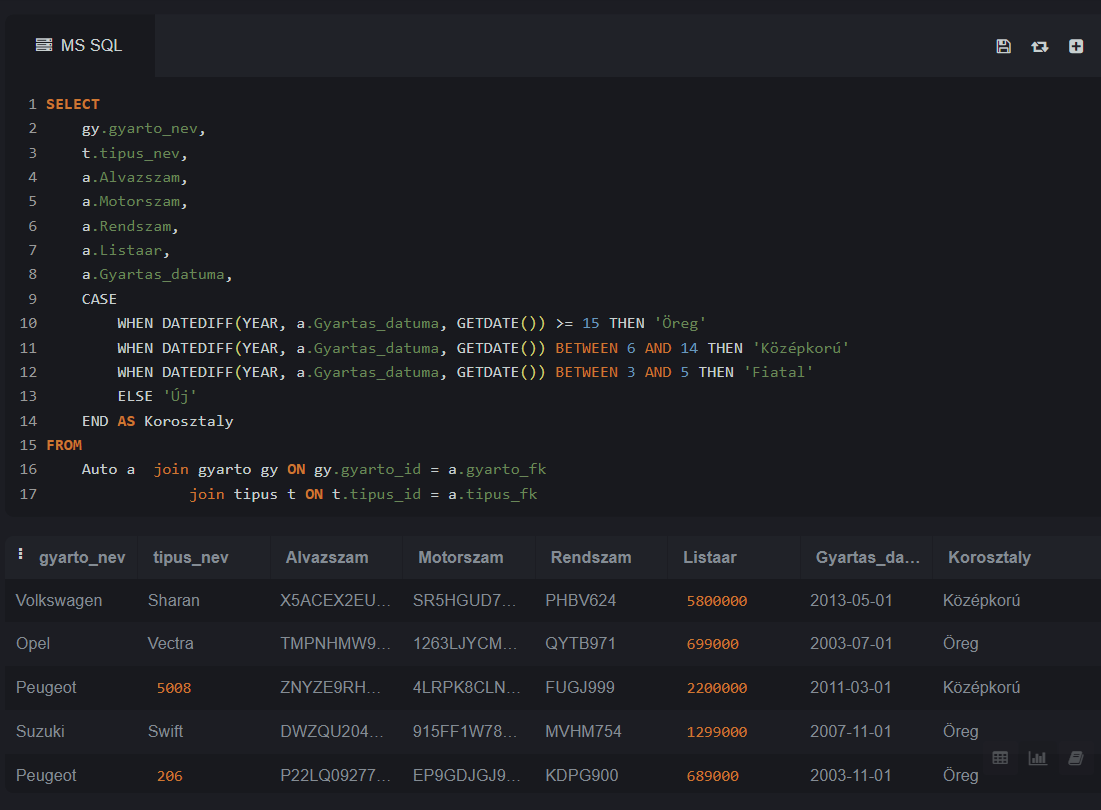 MS SQL
1 SELECT
2 gy.gyarto_nev,
3 t.tipus_nev,
4 a.Alvazszam,
5 a.Motorszam,
6 a.Rendszam,
7 a.Listaar,
8 a.Gyartas_datuma,
9 CASE
10 WHEN DATEDIFF(YEAR, a.Gyartas_datuma, GETDATE()) >= 15 THEN 'Öreg'
11 WHEN DATEDIFF(YEAR, a.Gyartas_datuma, GETDATE()) BETWEEN 6 AND 14 THEN 'Középkorú'
12 WHEN DATEDIFF(YEAR, a.Gyartas_datuma, GETDATE()) BETWEEN 3 AND 5 THEN 'Fiatal'
13 ELSE 'Új'
14 END AS Korosztaly
15 FROM
16 Auto a join gyarto gy ON gy.gyarto_id = a.gyarto_fk
17 join tipus t ON t.tipus_id = a.tipus_fk
gyarto_nev tipus_nev Alvazszam Motorszam Rendszam Listaar Gyartas_da... Korosztaly
Volkswagen Sharan X5ACEX2EU... SR5HGUD7... PHBV624 5800000 2013-05-01 Középkorú
Opel Vectra TMPNHMW9... 1263LJYCM... QYTB971 699000 2003-07-01 Öreg
Peugeot 5008 ZNYZE9RH... 4LRPK8CLN... FUGJ999 2200000 2011-03-01 Középkorú
Suzuki Swift DWZQU204... 915FF1W78... MVHM754 1299000 2007-11-01 Öreg
Peugeot 206 P22LQ09277... EP9GDJGJ9... KDPG900 689000 2003-11-01 Öreg